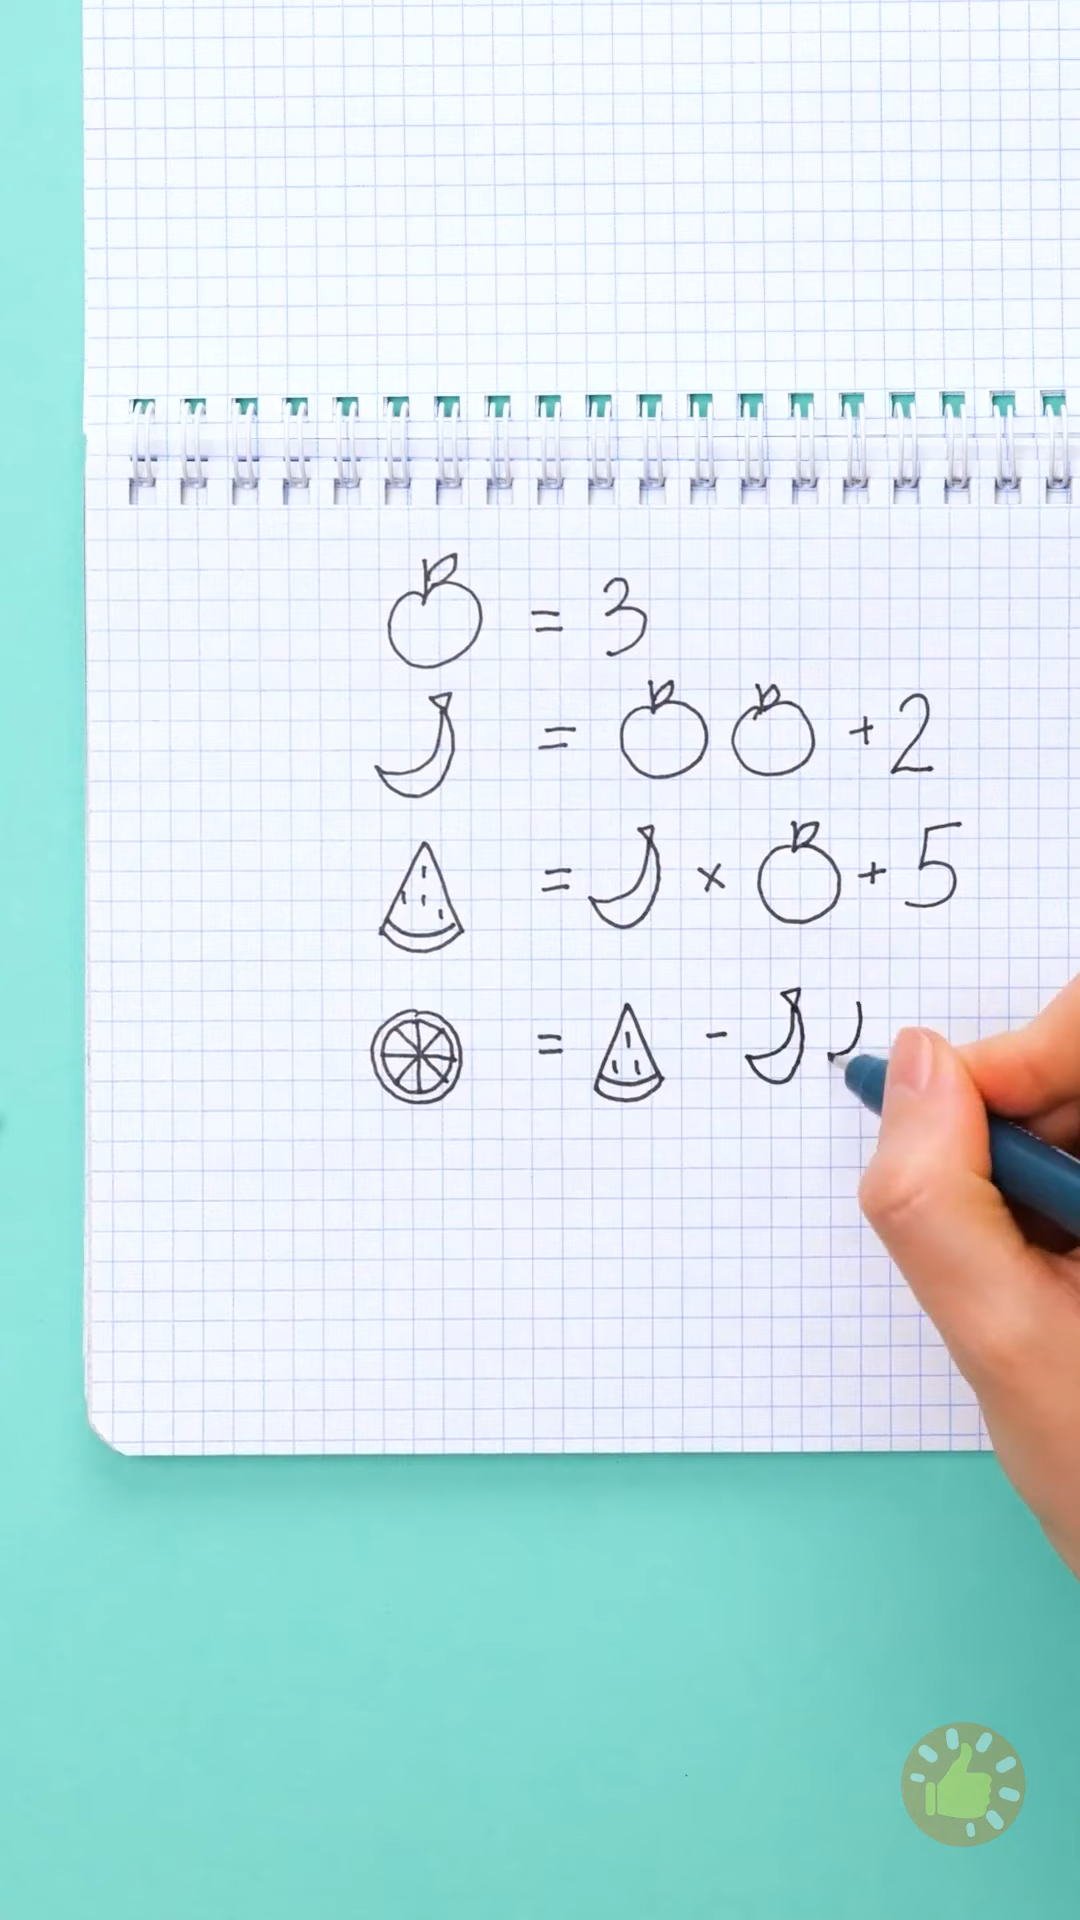 = 3
= + 2
= × + 5
= -